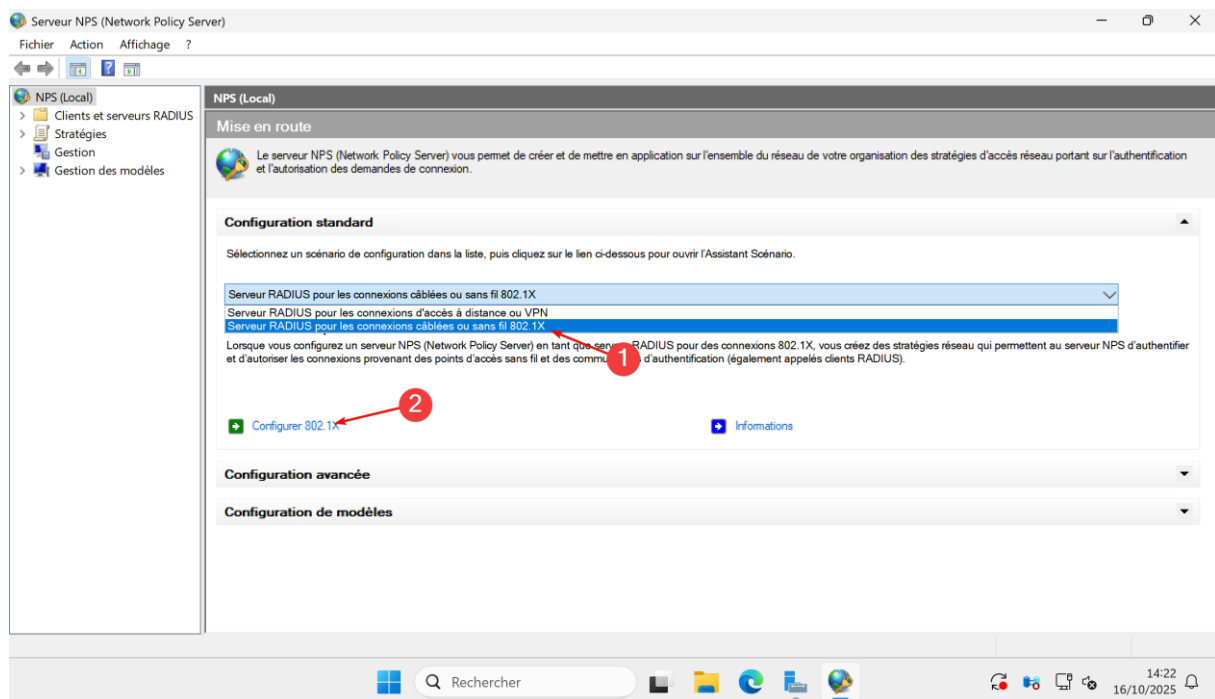 Serveur NPS (Network Policy Server)
Fichier Action Affichage ?
NPS (Local)
Clients et serveurs RADIUS
Stratégies
Gestion
Gestion des modèles
NPS (Local)
Mise en route
Le serveur NPS (Network Policy Server) vous permet de créer et de mettre en application sur l'ensemble du réseau de votre organisation des stratégies d'accès réseau portant sur l'authentification
et l'autorisation des demandes de connexion.
Configuration standard
Sélectionnez un scénario de configuration dans la liste, puis cliquez sur le lien ci-dessous pour ouvrir l'Assistant Scénario.
Serveur RADIUS pour les connexions câblées ou sans fil 802.1X
Serveur RADIUS pour les connexions d'accès à distance ou VPN
Serveur RADIUS pour les connexions câblées ou sans fil 802.1X
Lorsque vous configurez un serveur NPS (Network Policy Server) en tant que RADIUS pour des connexions 802.1X, vous créez des stratégies réseau qui permettent au serveur NPS d'authentifier
et d'autoriser les connexions provenant des points d'accès sans fil et des d'authentification (également appelés clients RADIUS).
1
2
Configurer 802.1X
Informations
Configuration avancée
Configuration de modèles
Rechercher
14:22
16/10/2025